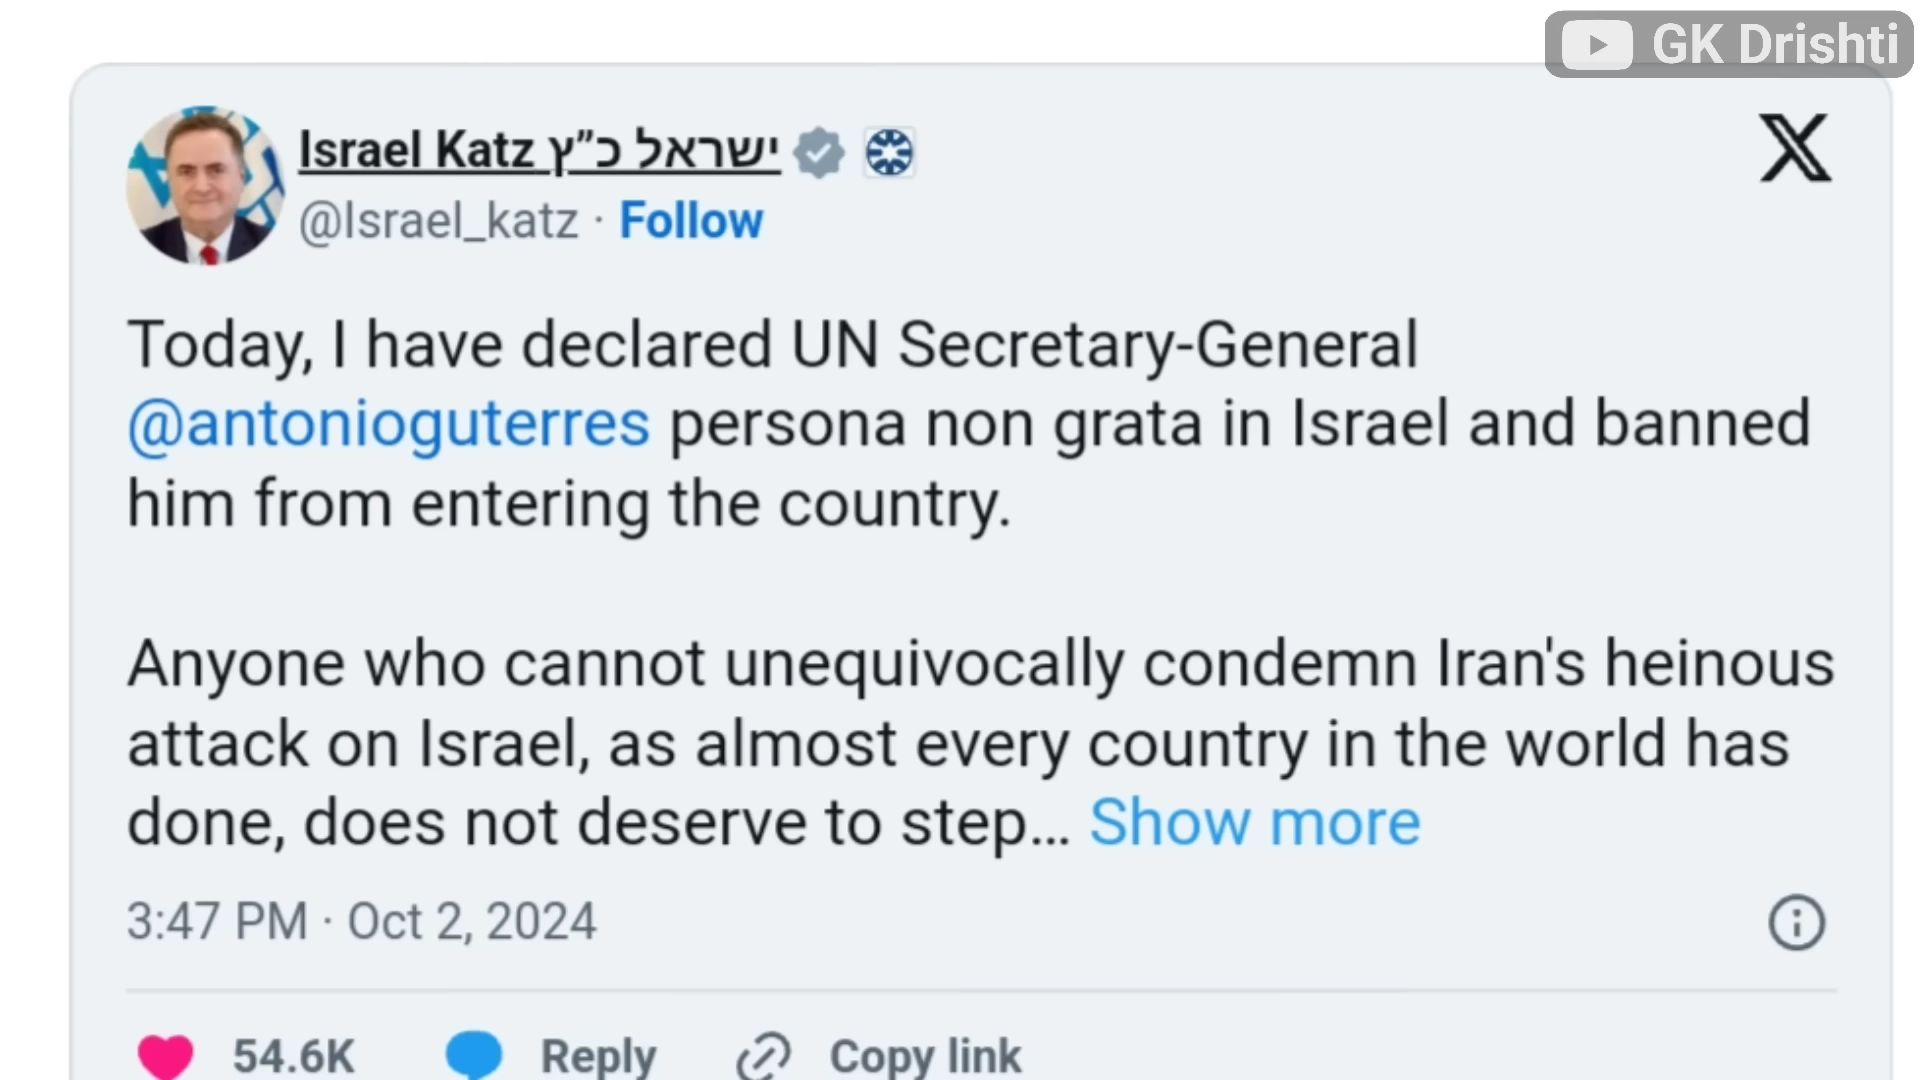 GK Drishti
Israel Katz ישראל כ”ץ
@Israel_katz · Follow
Today, I have declared UN Secretary-General
@antonioguterres persona non grata in Israel and banned
him from entering the country.
Anyone who cannot unequivocally condemn Iran's heinous
attack on Israel, as almost every country in the world has
done, does not deserve to step... Show more
3:47 PM · Oct 2, 2024
54.6K Reply Copy link